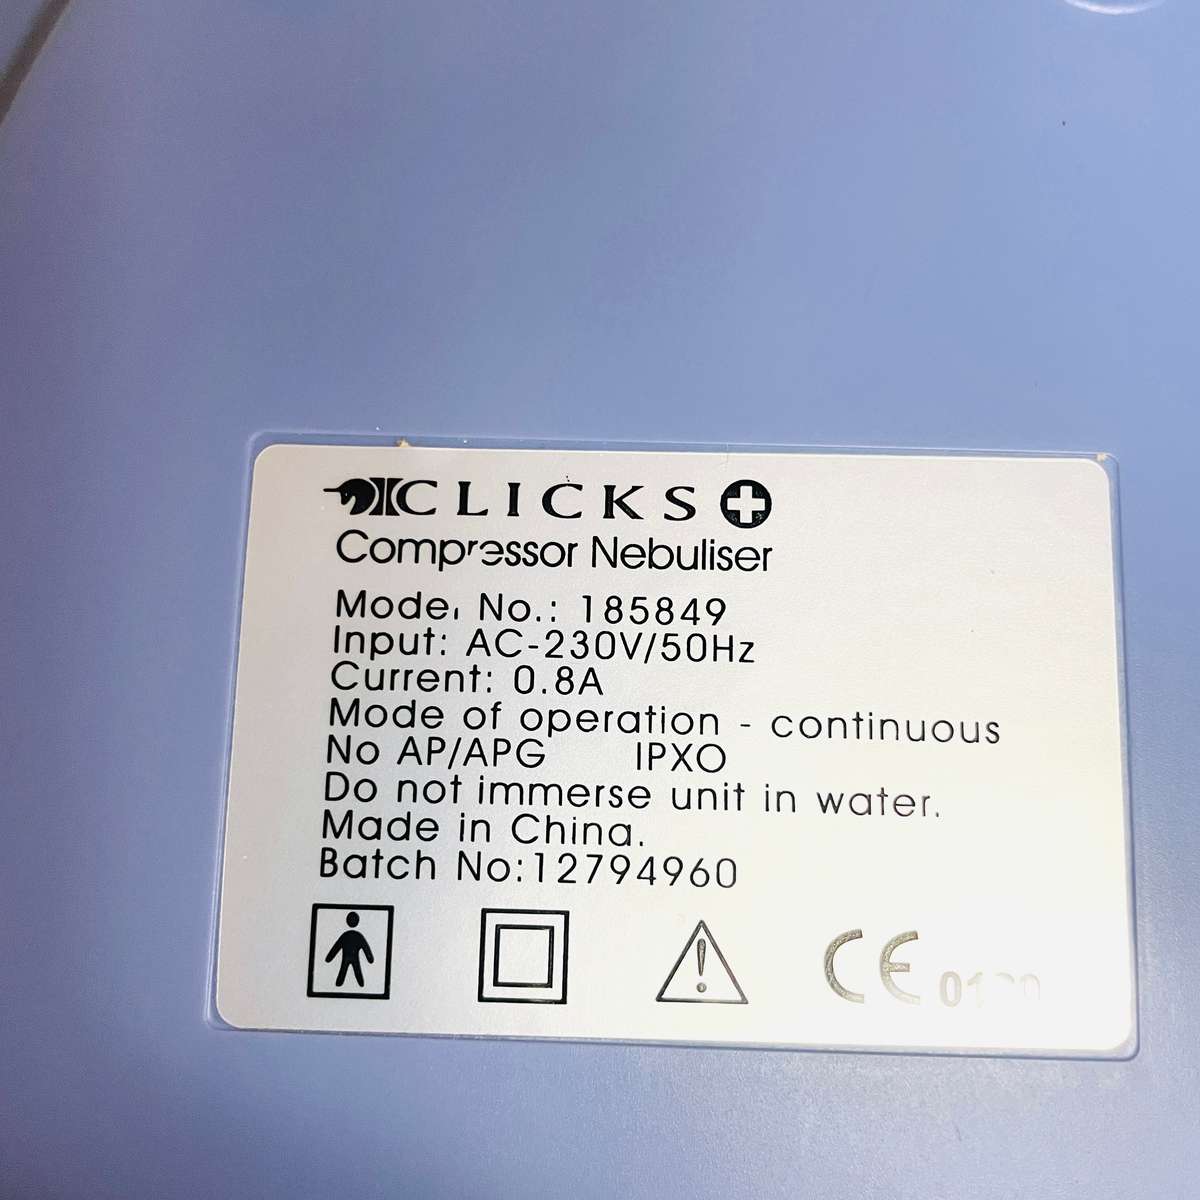 CLICKS
Compressor Nebuliser
Model No.: 185849
Input: AC-230V/50Hz
Current: 0.8A
Mode of operation - continuous
No AP/APG IPXO
Do not immerse unit in water.
Made in China.
Batch No:12794960
CE